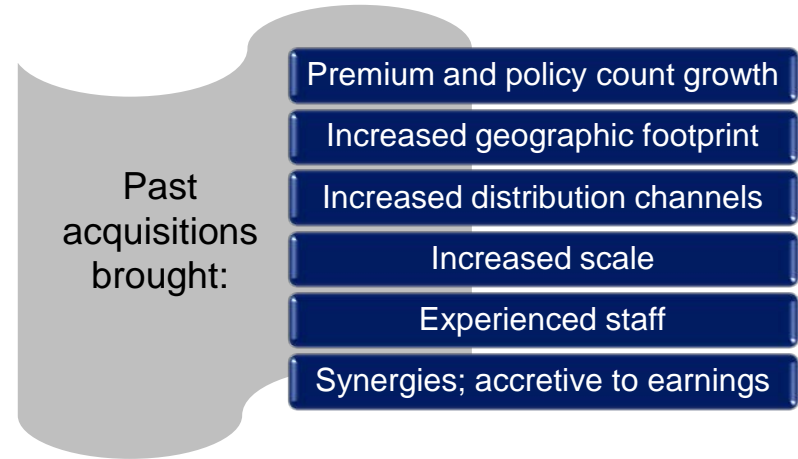 Past
acquisitions
brought:
Premium and policy count growth
Increased geographic footprint
Increased distribution channels
Increased scale
Experienced staff
Synergies; accretive to earnings